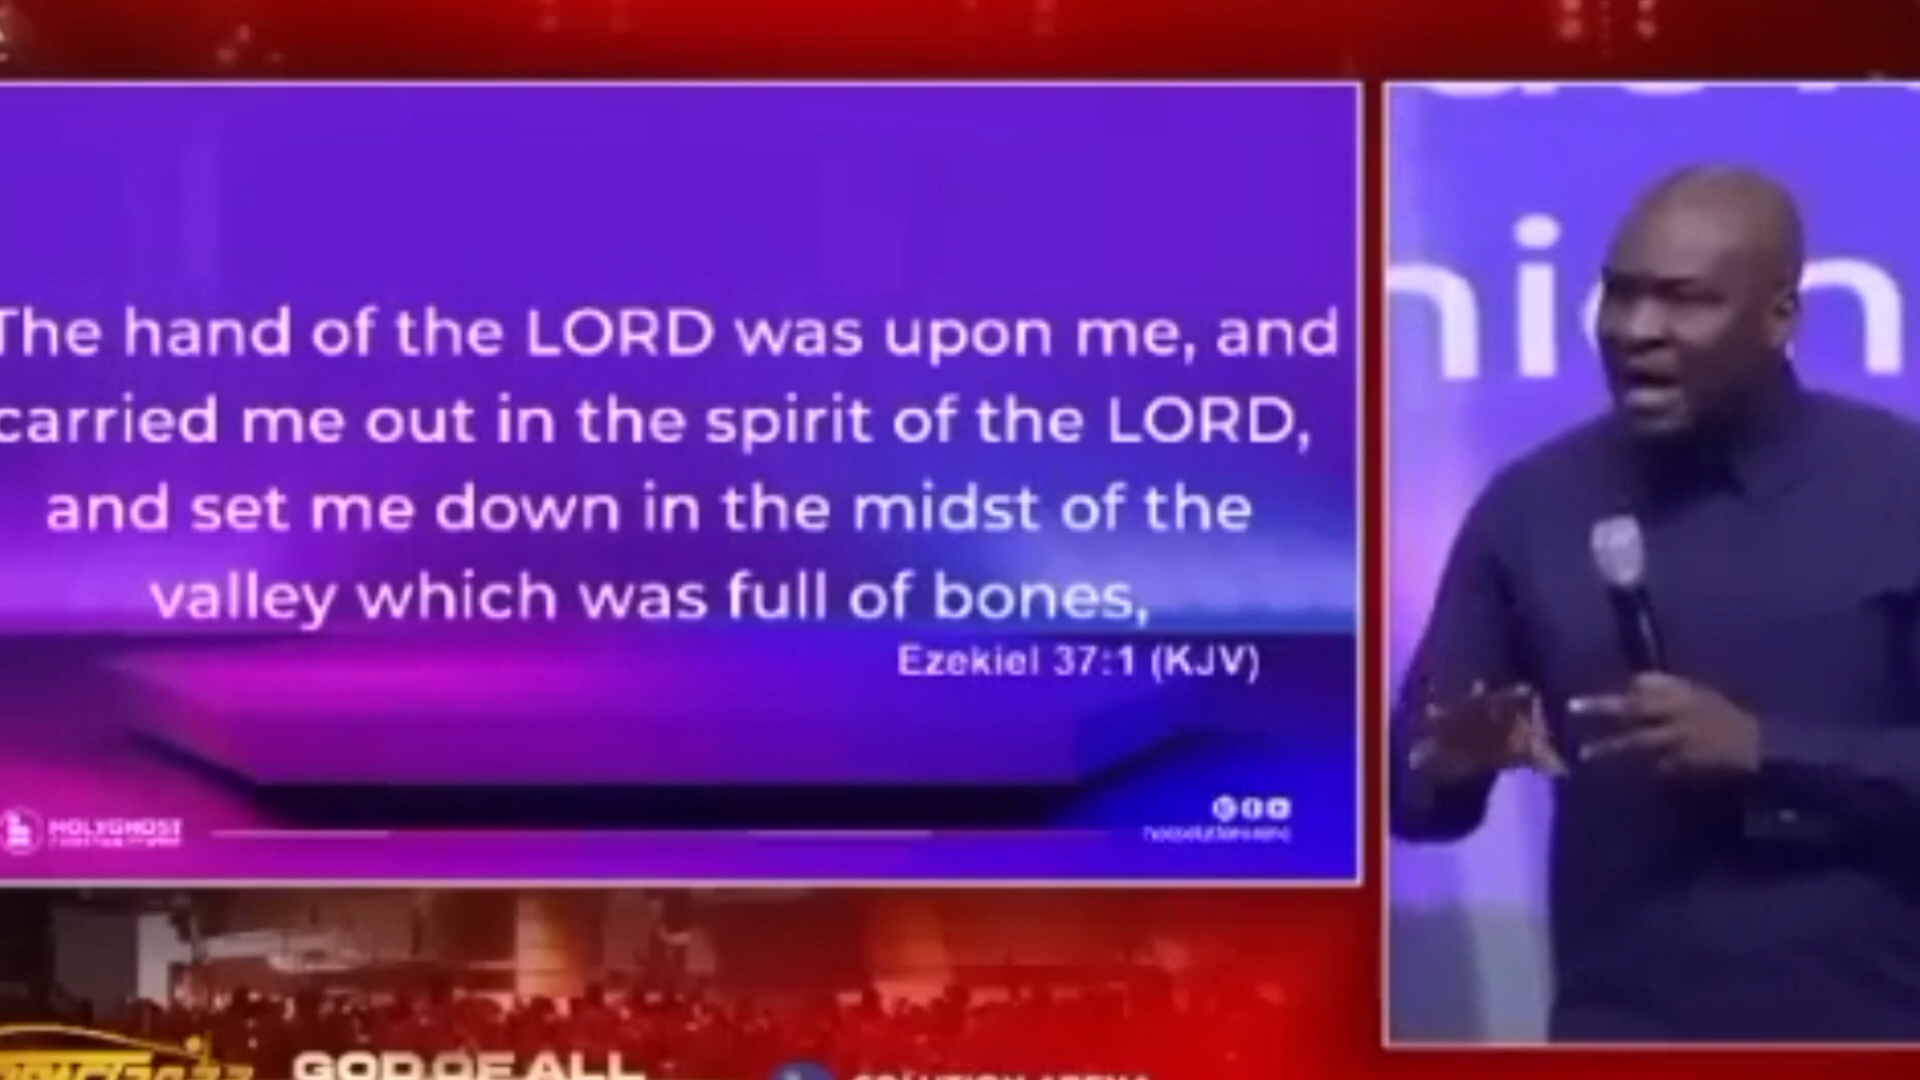 The hand of the LORD was upon me, and
carried me out in the spirit of the LORD,
and set me down in the midst of the
valley which was full of bones,
Ezekiel 37:1 (KJV)
HOLYGHOST
GOD OF ALL
SOLUTION ARENA